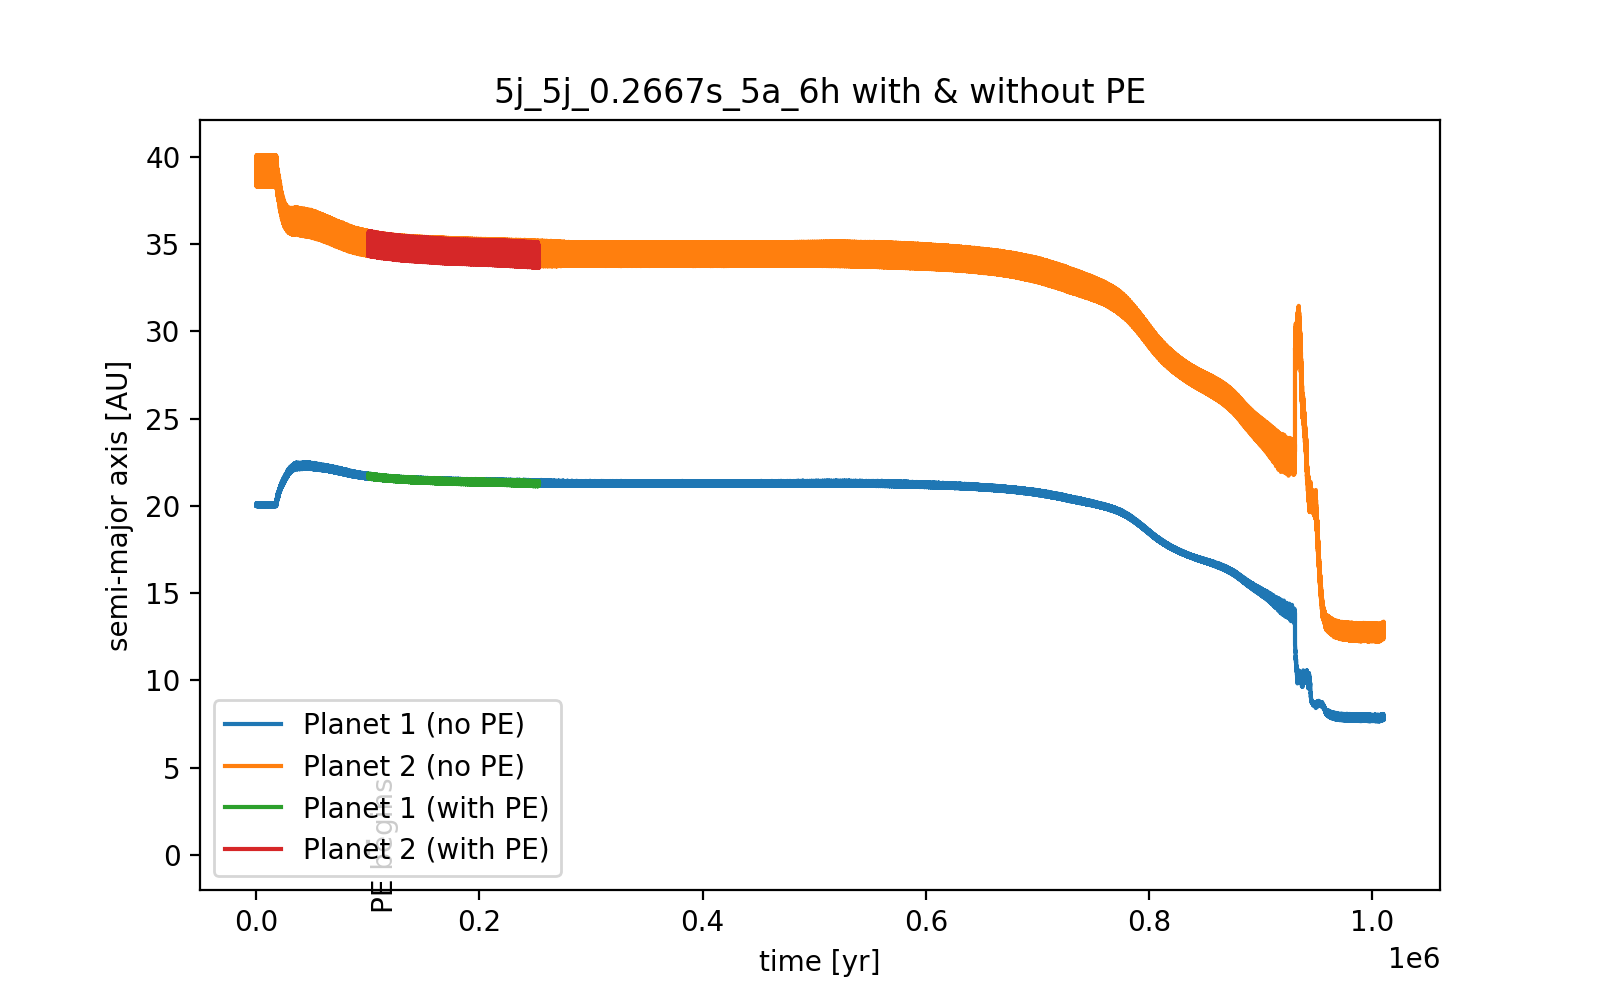 5j_5j_0.2667s_5a_6h with & without PE
semi-major axis [AU]
40
35
30
25
20
15
10
5
0
Planet 1 (no PE)
Planet 2 (no PE)
Planet 1 (with PE)
Planet 2 (with PE)
PE begins
0.0 0.2 0.4 0.6 0.8 1.0
time [yr]
1e6